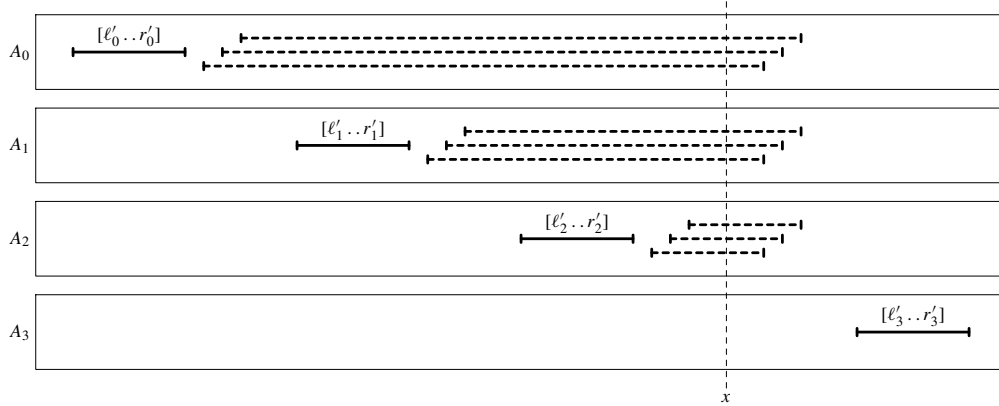 A₀ [ℓ′₀ . . r′₀]
A₁ [ℓ′₁ . . r′₁]
A₂ [ℓ′₂ . . r′₂]
A₃ [ℓ′₃ . . r′₃]
x